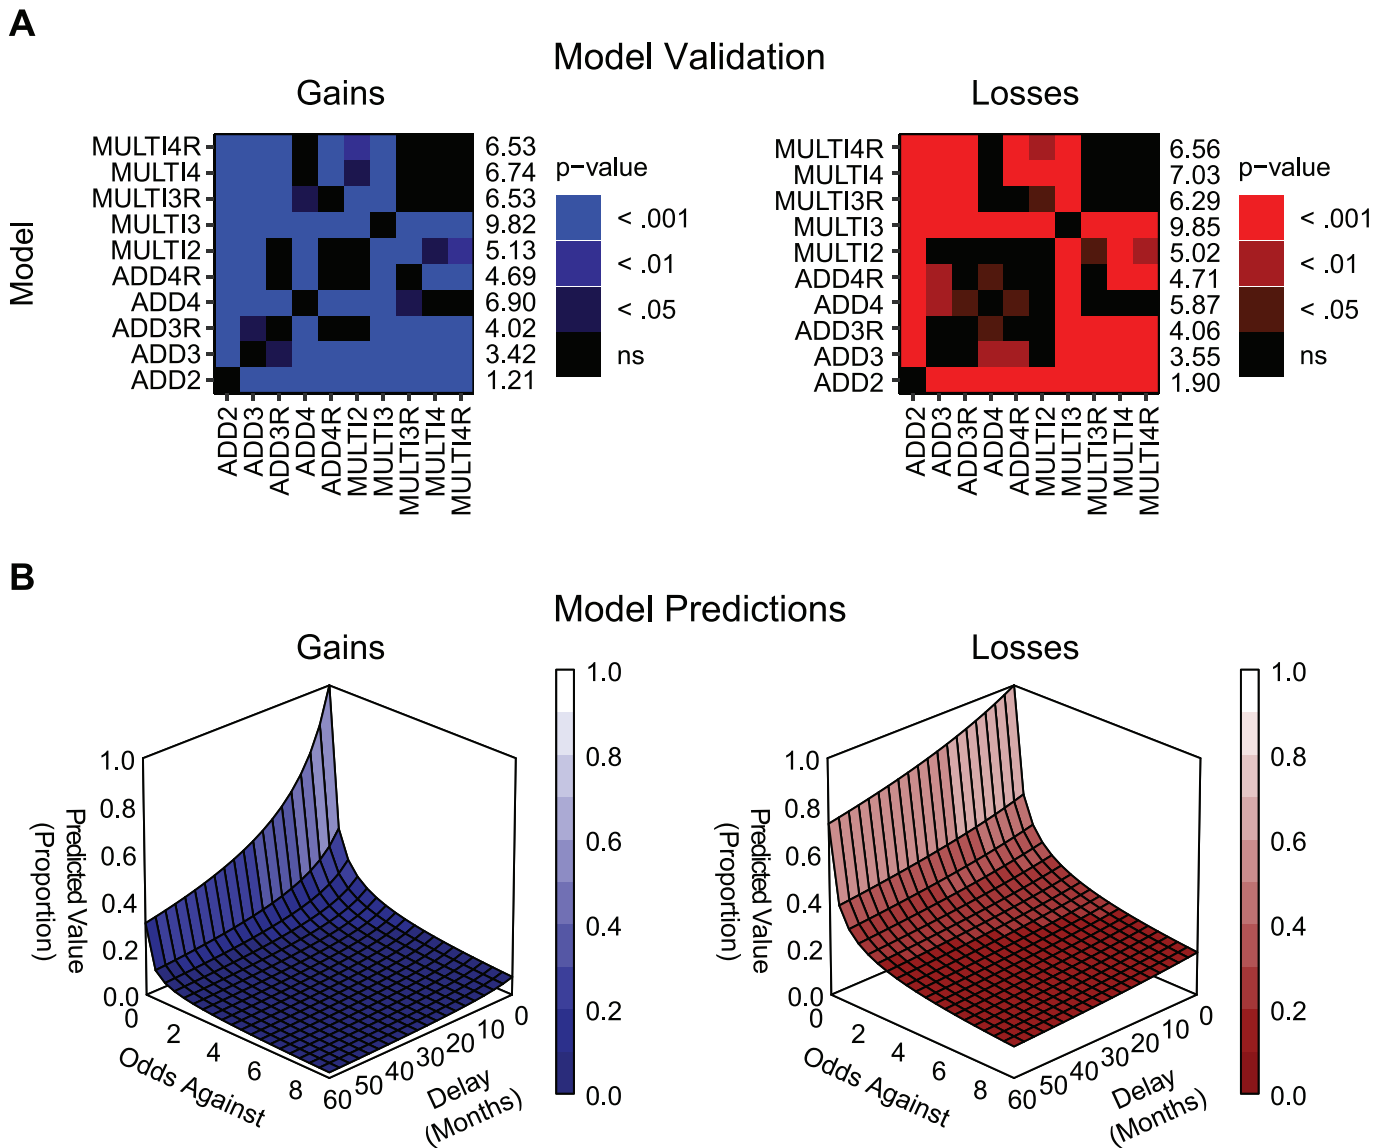 A
Model Validation
Gains
Losses
Model
MULTI4R 6.53
MULTI4 6.74
MULTI3R 6.53
MULTI3 9.82
MULTI2 5.13
ADD4R 4.69
ADD4 6.90
ADD3R 4.02
ADD3 3.42
ADD2 1.21
ADD2
ADD3
ADD3R
ADD4
ADD4R
MULTI2
MULTI3
MULTI3R
MULTI4
MULTI4R
p−value
< .001
< .01
< .05
ns
MULTI4R 6.56
MULTI4 7.03
MULTI3R 6.29
MULTI3 9.85
MULTI2 5.02
ADD4R 4.71
ADD4 5.87
ADD3R 4.06
ADD3 3.55
ADD2 1.90
ADD2
ADD3
ADD3R
ADD4
ADD4R
MULTI2
MULTI3
MULTI3R
MULTI4
MULTI4R
p−value
< .001
< .01
< .05
ns
B
Model Predictions
Gains
Losses
Predicted Value
(Proportion)
1.0
0.8
0.6
0.4
0.2
0.0
0 2 4 6 8
Odds Against
60 50 40 30 20 10 0
Delay
(Months)
1.0
0.8
0.6
0.4
0.2
0.0
Predicted Value
(Proportion)
1.0
0.8
0.6
0.4
0.2
0.0
0 2 4 6 8
Odds Against
60 50 40 30 20 10 0
Delay
(Months)
1.0
0.8
0.6
0.4
0.2
0.0